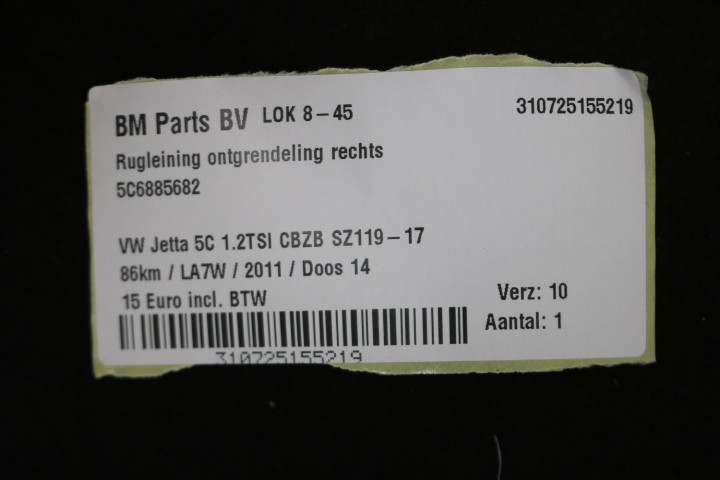 BM Parts BV LOK 8-45 310725155219
Rugleining ontgrendeling rechts
5C6885682
VW Jetta 5C 1.2TSI CBZB SZ119-17
86km / LA7W / 2011 / Doos 14
15 Euro incl. BTW Verz: 10
Aantal: 1
310725155219